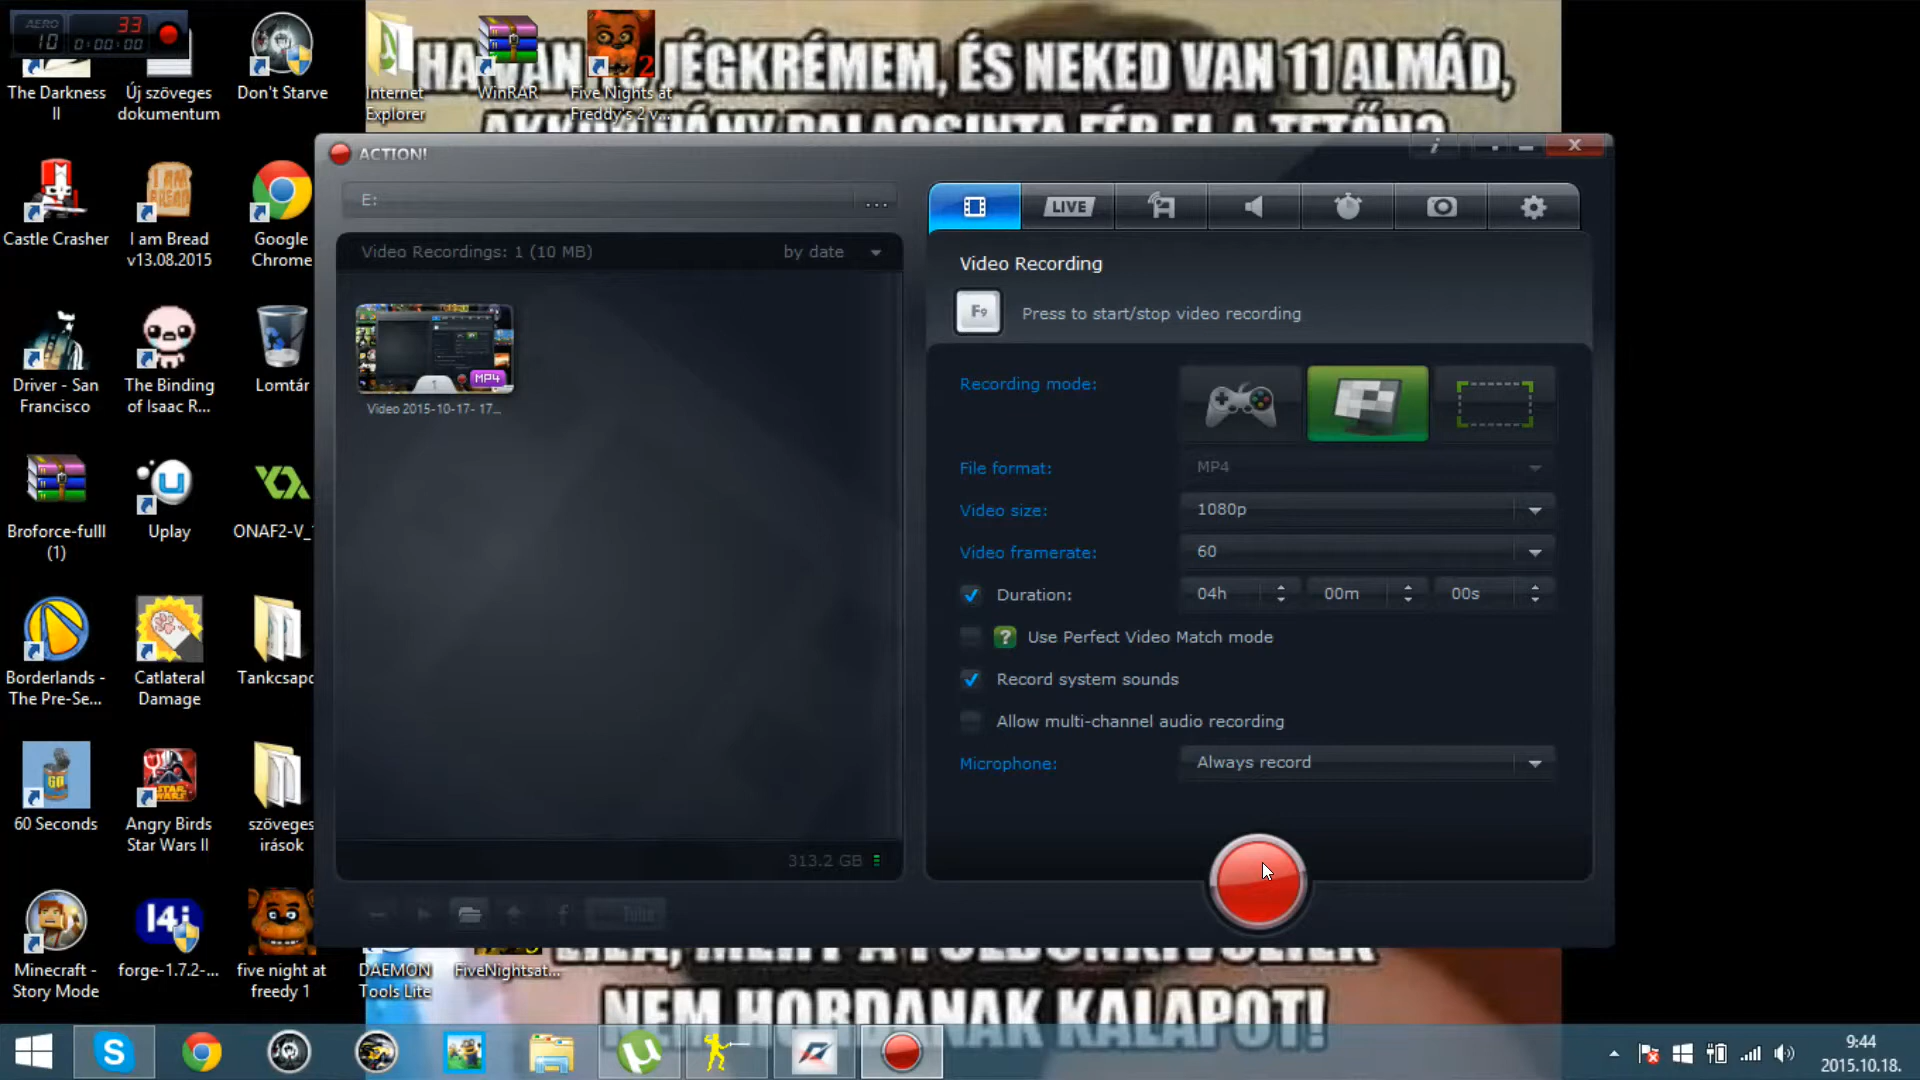 AERO
33
10
0:00:00
The Darkness
II
Új szöveges
dokumentum
Don't Starve
Internet
Explorer
WinRAR
Five Nights at
Freddy's 2 v...
2
JÉGKRÉMEM, ÉS NEKED VAN 11 ALMÁD,
Castle Crasher
I AM
BREAD
I am Bread
v13.08.2015
Google
Chrome
Driver - San
Francisco
The Binding
of Isaac R...
Lomtár
Broforce-fulll
(1)
Uplay
ONAF2-V_
Borderlands -
The Pre-Se...
Catlateral
Damage
Tankcsapd
60
60 Seconds
Angry Birds
Star Wars II
szöveges
irások
Minecraft -
Story Mode
14j
forge-1.7.2-...
five night at
freedy 1
DAEMON
Tools Lite
FiveNightsat...
ACTION!
i
E:
...
Video Recordings: 1 (10 MB)
by date
MP4
1
Video 2015-10-17- 17...
313.2 GB
Tube
LIVE
Video Recording
F9
Press to start/stop video recording
Recording mode:
File format:
MP4
Video size:
1080p
Video framerate:
60
Duration:
04h
00m
00s
? Use Perfect Video Match mode
Record system sounds
Allow multi-channel audio recording
Microphone:
Always record
NEM HORDANAK KALAPOT!
9:44
2015.10.18.